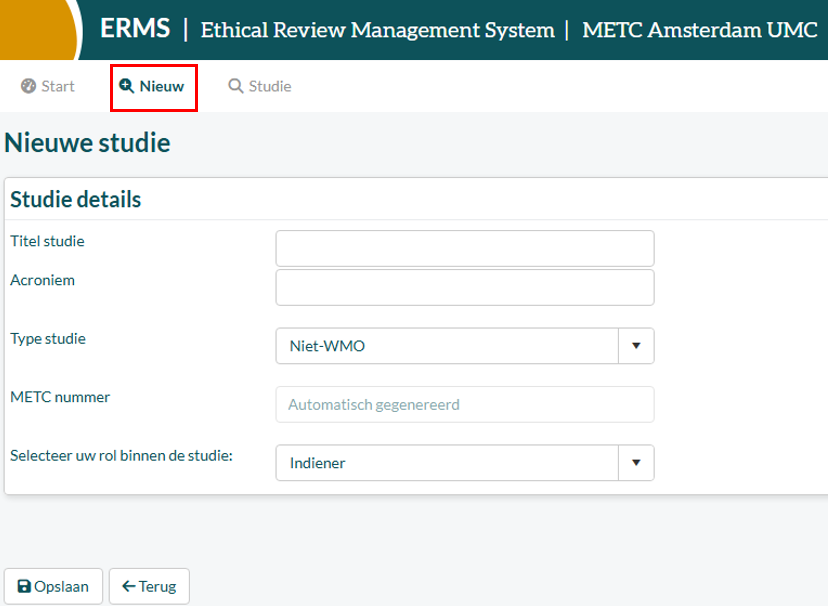 ERMS | Ethical Review Management System | METC Amsterdam UMC
Start Nieuw Studie
Nieuwe studie
Studie details
Titel studie
Acroniem
Type studie Niet-WMO
METC nummer Automatisch gegenereerd
Selecteer uw rol binnen de studie: Indiener
Opslaan Terug